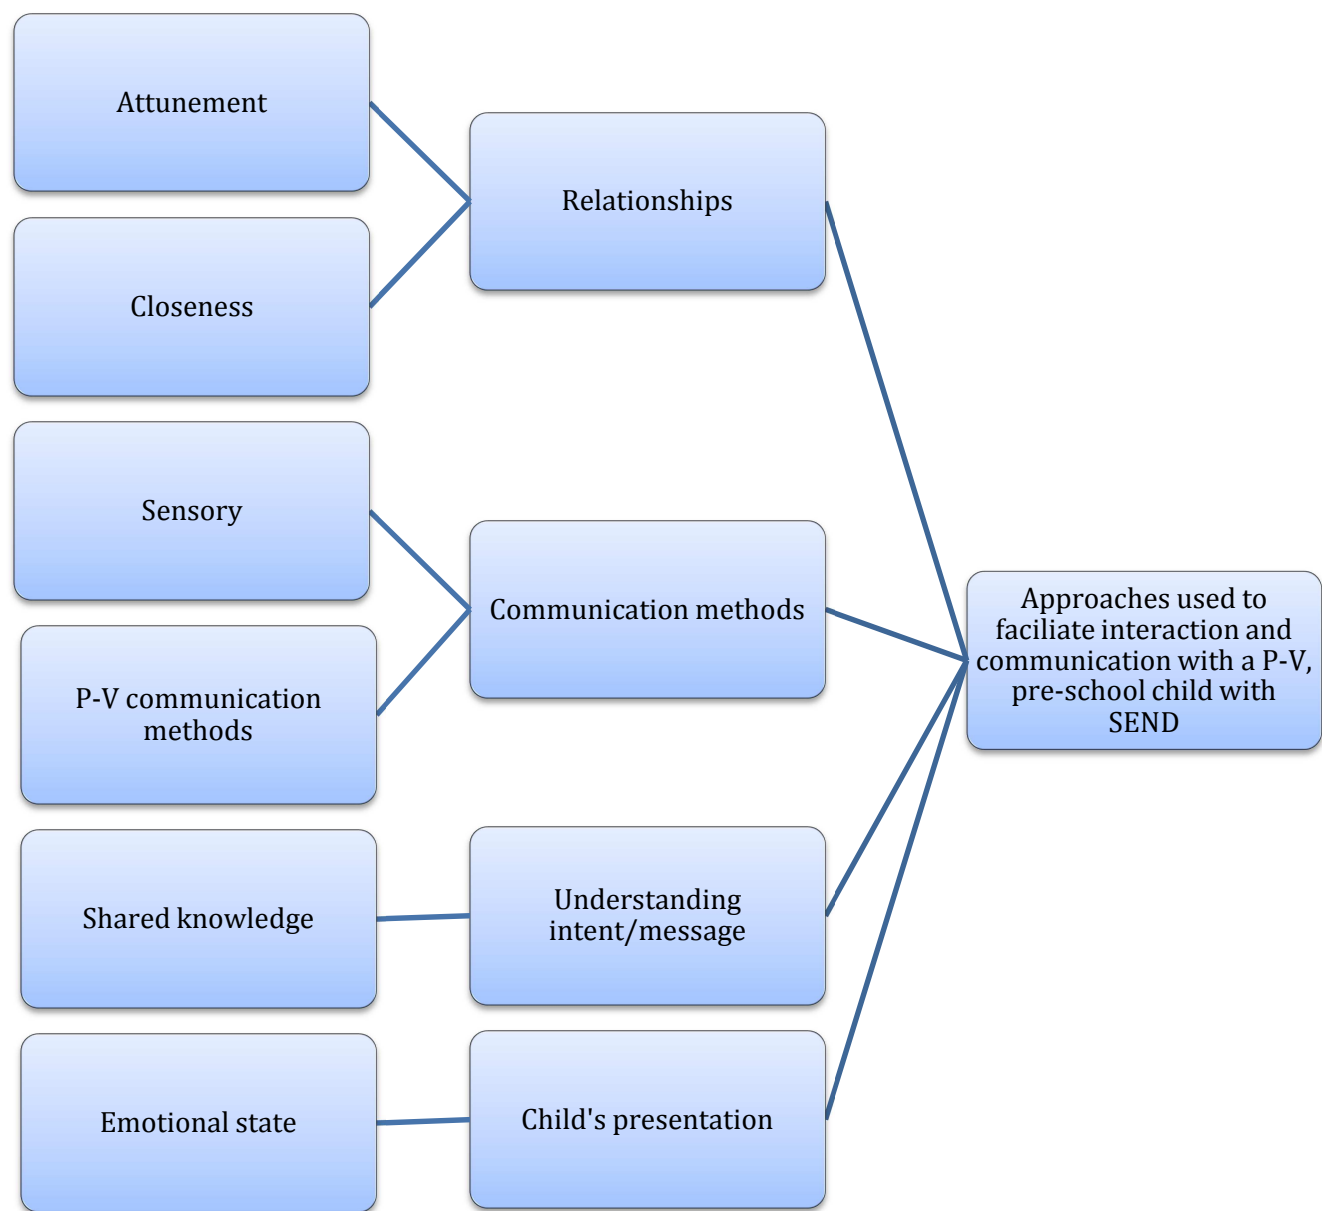 Attunement
Relationships
Closeness
Sensory
Communication methods
P-V communication
methods
Approaches used to
faciliate interaction and
communication with a P-V,
pre-school child with
SEND
Shared knowledge
Understanding
intent/message
Emotional state
Child's presentation